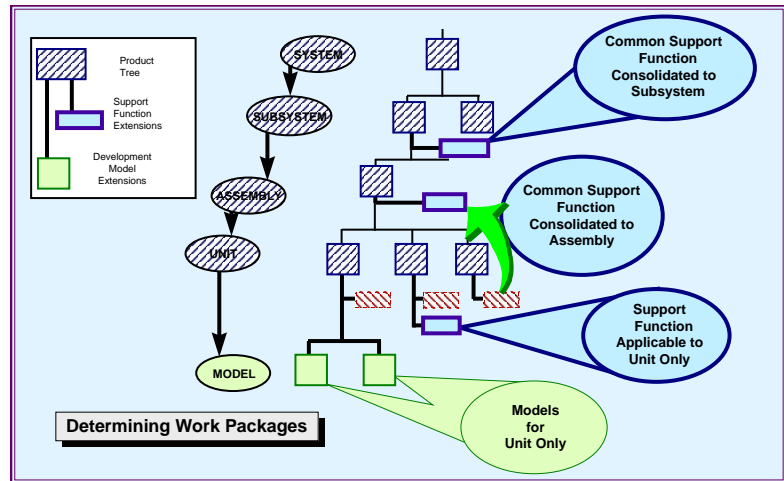 Product
Tree
Support
Function
Extensions
Development
Model
Extensions
SYSTEM
SUBSYSTEM
ASSEMBLY
UNIT
MODEL
Common Support
Function
Consolidated to
Subsystem
Common Support
Function
Consolidated to
Assembly
Support
Function
Applicable to
Unit Only
Models
for
Unit Only
Determining Work Packages